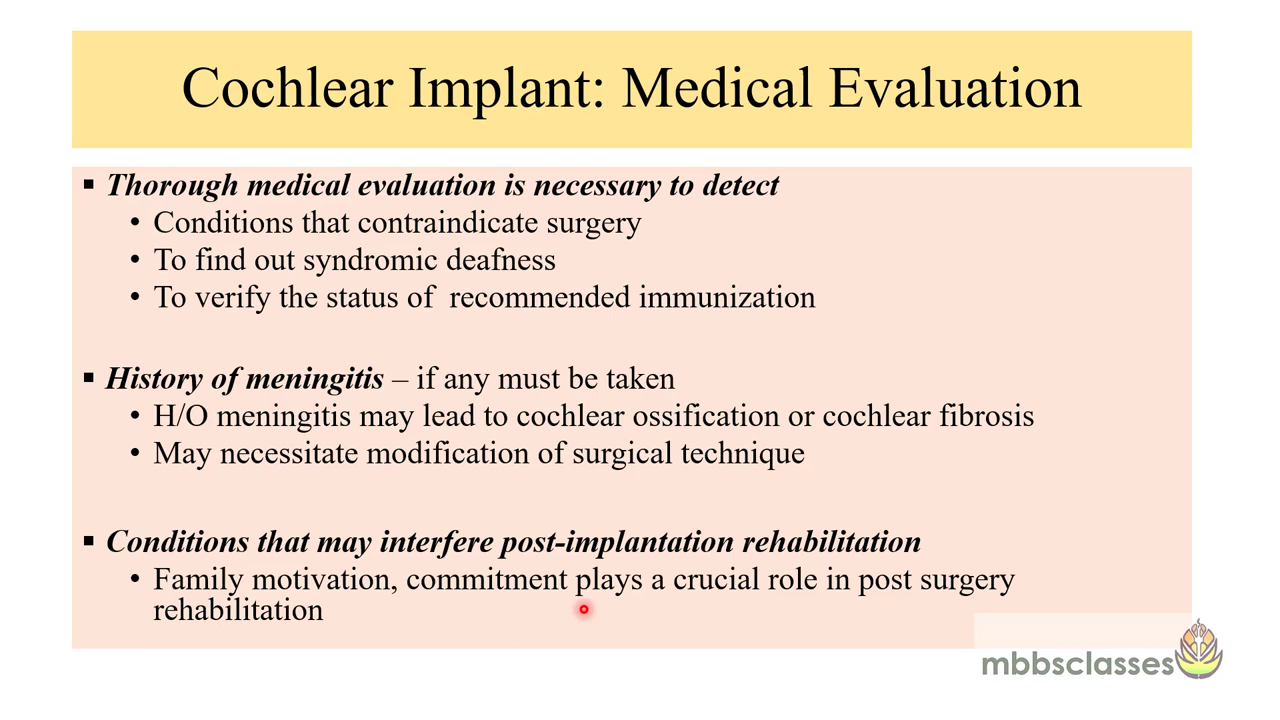 Cochlear Implant: Medical Evaluation
▪ Thorough medical evaluation is necessary to detect
• Conditions that contraindicate surgery
• To find out syndromic deafness
• To verify the status of recommended immunization
▪ History of meningitis – if any must be taken
• H/O meningitis may lead to cochlear ossification or cochlear fibrosis
• May necessitate modification of surgical technique
▪ Conditions that may interfere post-implantation rehabilitation
• Family motivation, commitment plays a crucial role in post surgery
rehabilitation
mbbsclasses